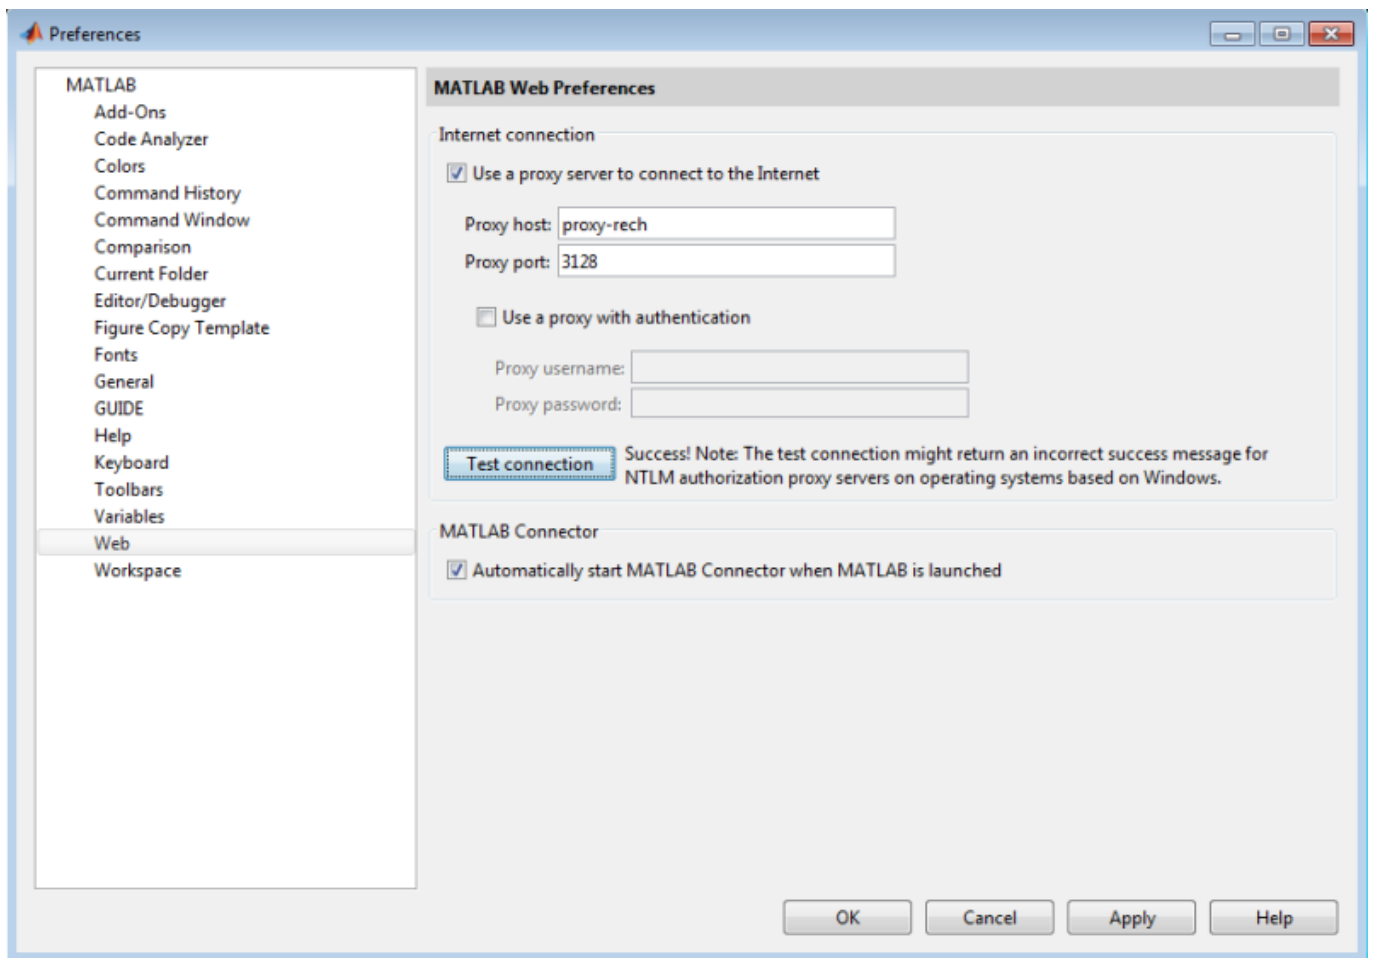 Preferences
MATLAB
Add-Ons
Code Analyzer
Colors
Command History
Command Window
Comparison
Current Folder
Editor/Debugger
Figure Copy Template
Fonts
General
GUIDE
Help
Keyboard
Toolbars
Variables
Web
Workspace
MATLAB Web Preferences
Internet connection
Use a proxy server to connect to the Internet
Proxy host: proxy-rech
Proxy port: 3128
Use a proxy with authentication
Proxy username:
Proxy password:
Test connection
Success! Note: The test connection might return an incorrect success message for
NTLM authorization proxy servers on operating systems based on Windows.
MATLAB Connector
Automatically start MATLAB Connector when MATLAB is launched
OK Cancel Apply Help